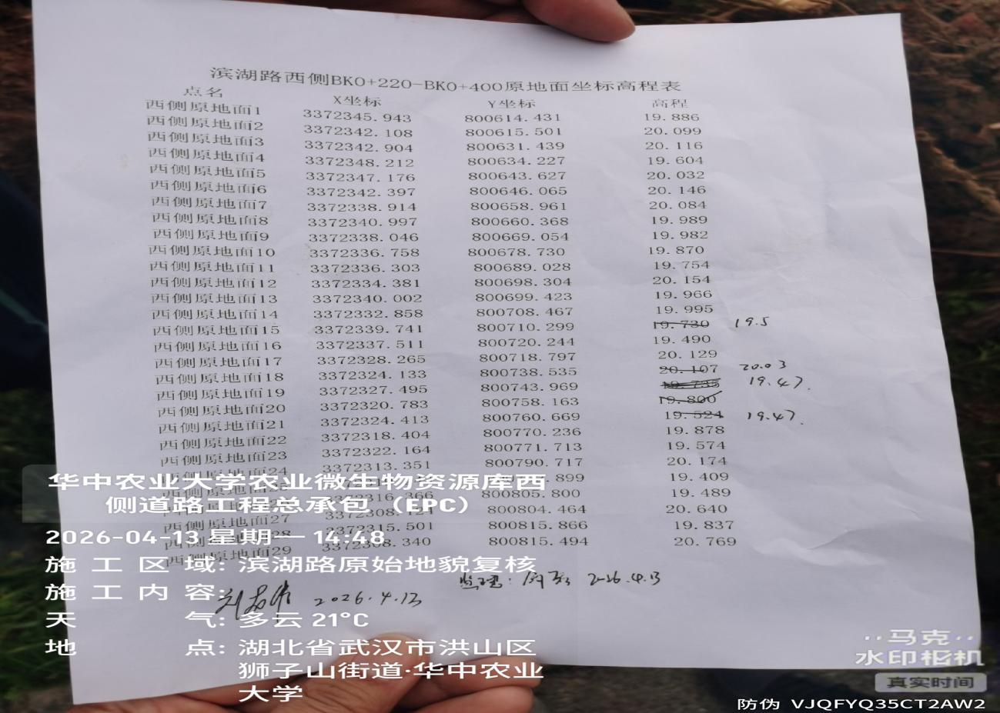 滨湖路西侧BK0+220-BK0+400原地面坐标高程表
点名 X坐标 Y坐标 高程
西侧原地面1 3372345.943 800614.431 19.886
西侧原地面2 3372342.108 800615.501 20.099
西侧原地面3 3372342.904 800631.439 20.116
西侧原地面4 3372348.212 800634.227 19.604
西侧原地面5 3372347.176 800643.627 20.032
西侧原地面6 3372342.397 800646.065 20.146
西侧原地面7 3372338.914 800658.961 20.084
西侧原地面8 3372340.997 800660.368 19.989
西侧原地面9 3372338.046 800669.054 19.982
西侧原地面10 3372336.758 800678.730 19.870
西侧原地面11 3372336.303 800689.028 19.754
西侧原地面12 3372334.381 800698.304 20.154
西侧原地面13 3372340.002 800699.423 19.966
西侧原地面14 3372332.858 800708.467 19.995
西侧原地面15 3372339.741 800710.299 19.730 19.5
西侧原地面16 3372337.511 800720.244 19.490
西侧原地面17 3372328.265 800718.797 20.129
西侧原地面18 3372324.133 800738.535 20.107 20.03
西侧原地面19 3372327.495 800743.969 19.735 19.47.
西侧原地面20 3372320.783 800758.163 19.800
西侧原地面21 3372324.413 800760.669 19.524 19.47.
西侧原地面22 3372318.404 800770.236 19.878
西侧原地面23 3372322.164 800771.713 19.574
西侧原地面24 3372313.351 800790.717 20.174
.899 19.409
3372316.366 800805.800 19.489
西侧原地面27 800804.464 20.640
西侧原地面28 3372315.501 800815.866 19.837
西侧原地面29 3372308.340 800815.494 20.769
监理: 2026.4.13
2026.4.13
华中农业大学农业微生物资源库西
侧道路工程总承包（EPC）
2026-04-13 星期一 14:48
施工区域: 滨湖路原始地貌复核
施工内容:
天气: 多云 21℃
地点: 湖北省武汉市洪山区
狮子山街道·华中农业
大学
马克
水印相机
真实时间
防伪 VJQFYQ35CT2AW2